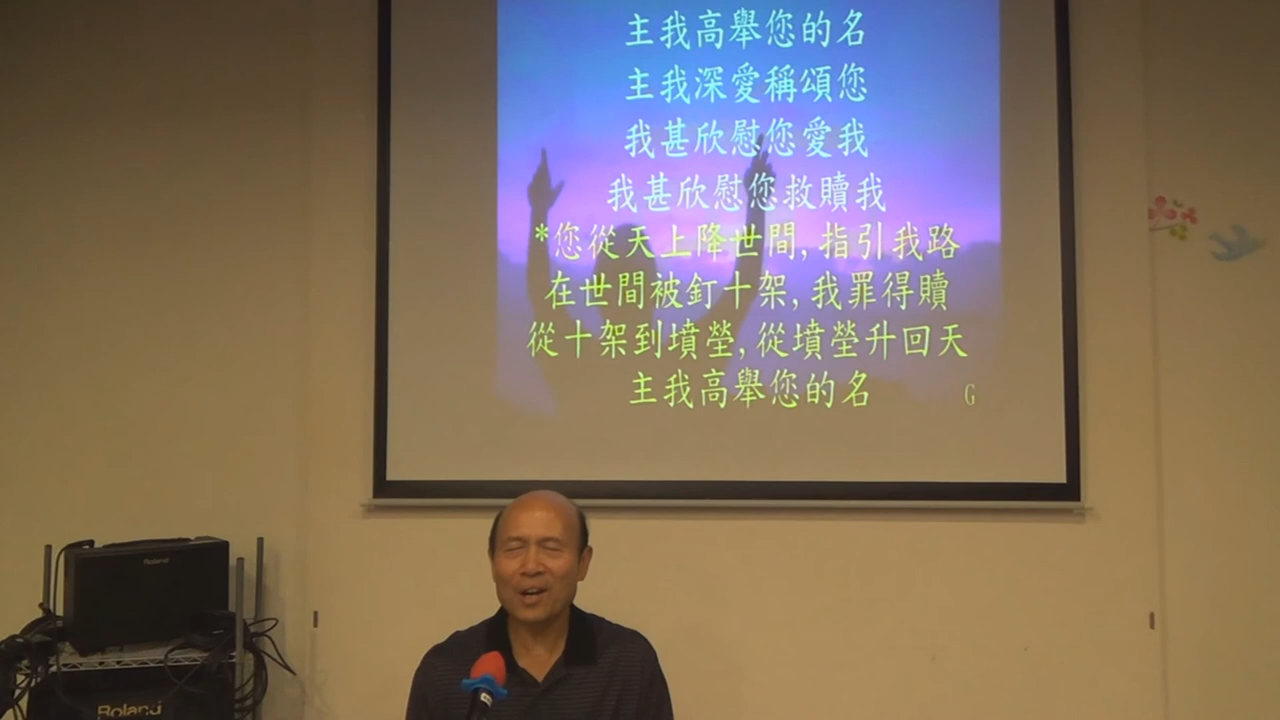 主我高舉您的名
主我深愛稱頌您
我甚欣慰您愛我
我甚欣慰您救贖我
*您從天上降世間,指引我路
在世間被釘十架,我罪得贖
從十架到墳塋,從墳塋升回天
主我高舉您的名
G
Roland
Roland